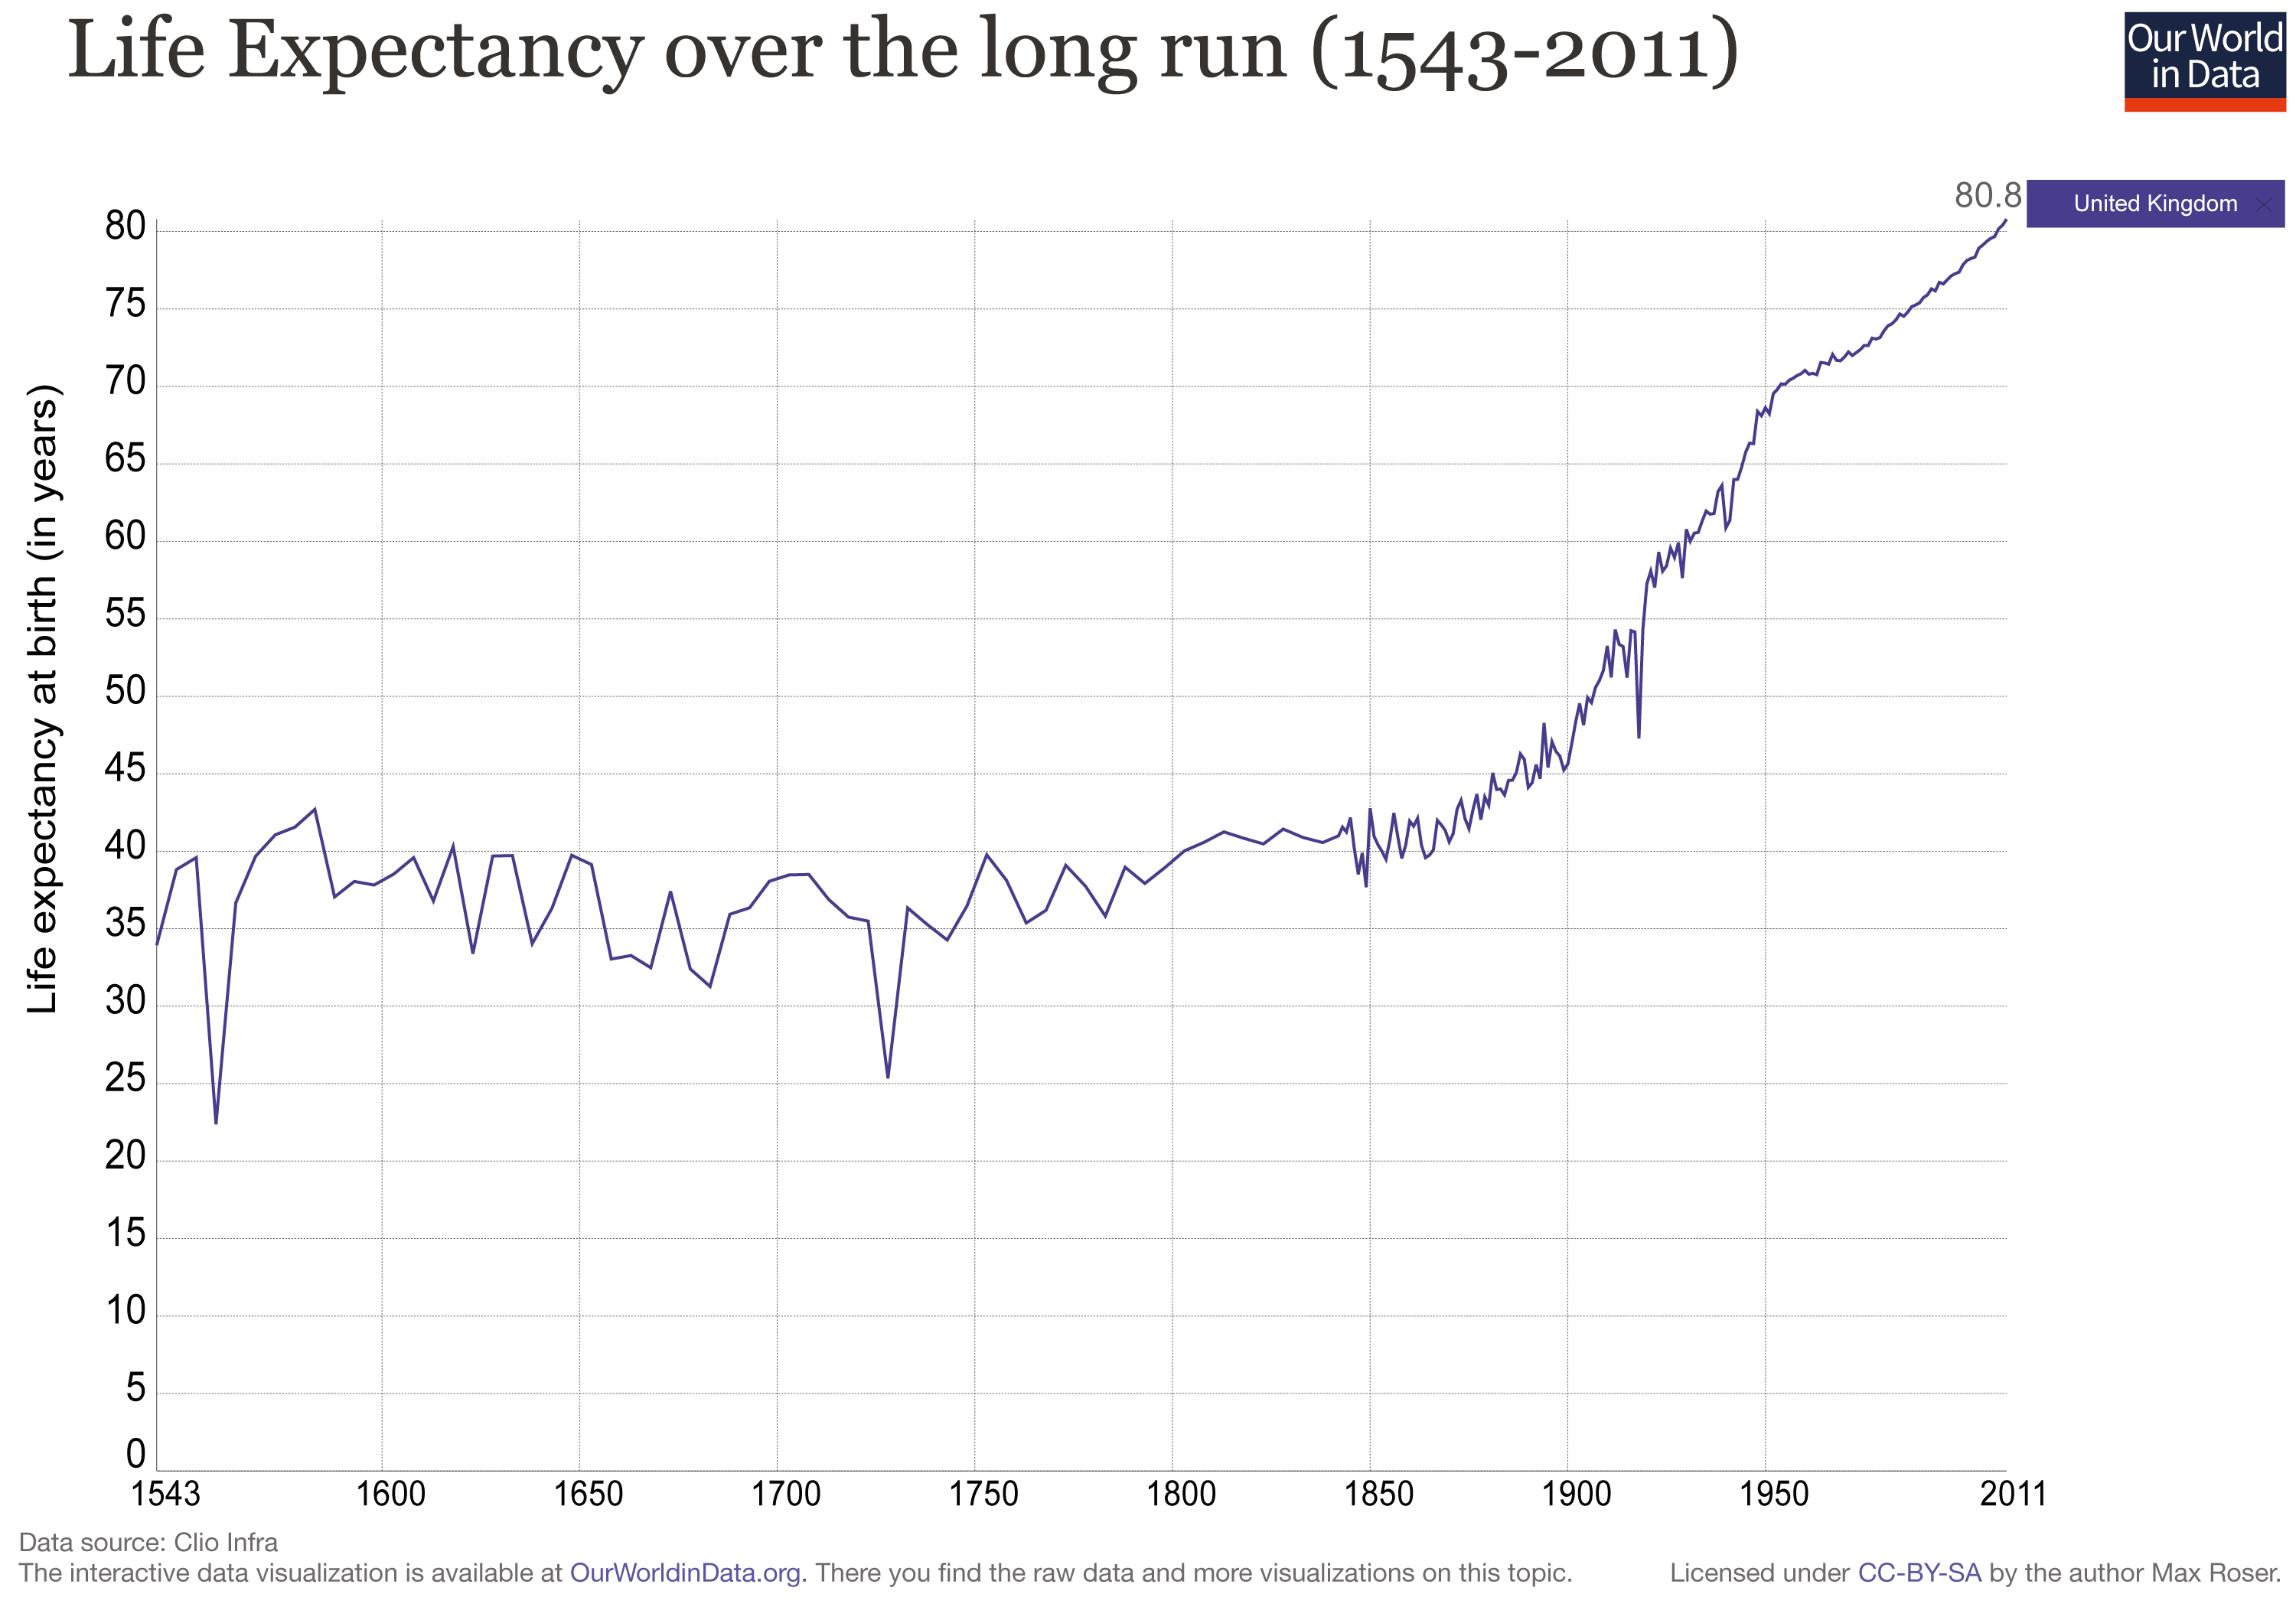 Life Expectancy over the long run (1543-2011)
Our World
in Data
80.8
United Kingdom ×
Life expectancy at birth (in years)
80
75
70
65
60
55
50
45
40
35
30
25
20
15
10
5
0
1543 1600 1650 1700 1750 1800 1850 1900 1950 2011
Data source: Clio Infra
The interactive data visualization is available at OurWorldinData.org. There you find the raw data and more visualizations on this topic. Licensed under CC-BY-SA by the author Max Roser.